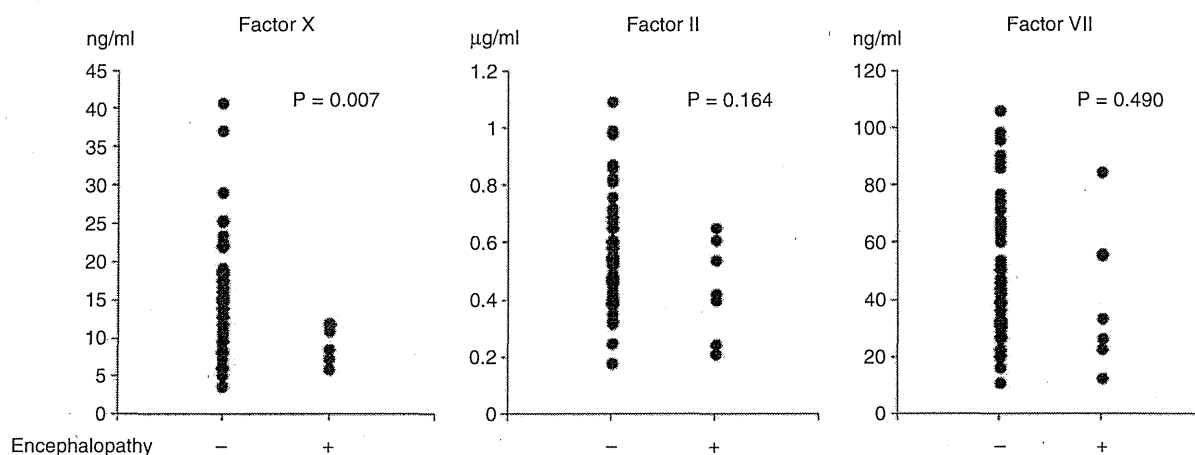 Factor X
ng/ml
45
40
35
30
25
20
15
10
5
0
P = 0.007
Factor II
µg/ml
1.2
1
0.8
0.6
0.4
0.2
0
P = 0.164
Factor VII
ng/ml
120
100
80
60
40
20
0
P = 0.490
Encephalopathy − + − + − +